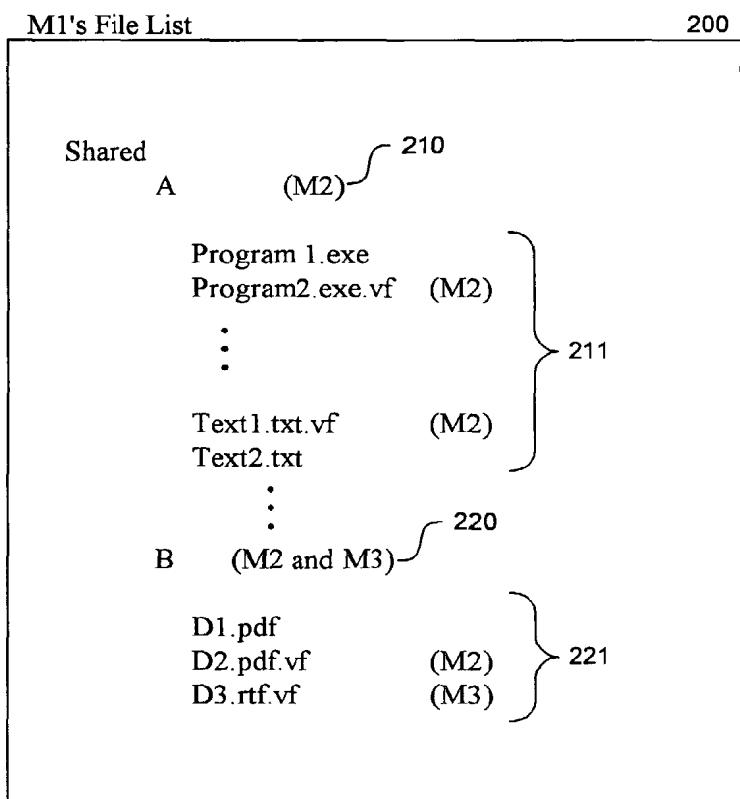 M1's File List 200
Shared
210
A (M2)
Program 1.exe
Program2.exe.vf (M2)
211
Text1.txt.vf (M2)
Text2.txt
220
B (M2 and M3)
D1.pdf
D2.pdf.vf (M2)
221
D3.rtf.vf (M3)